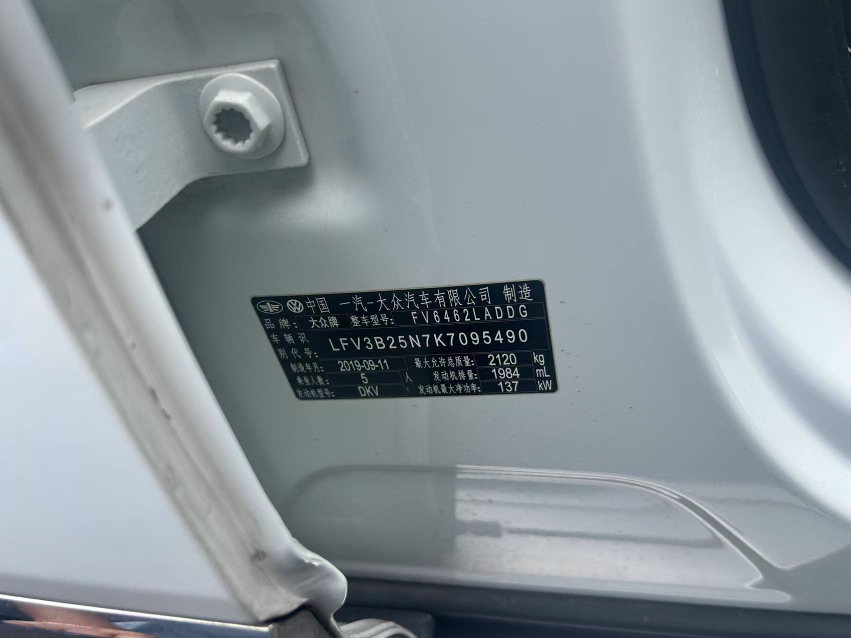 中国 一汽-大众汽车有限公司 制造
品牌: 大众牌 整车型号: FV6462LADDG
车辆识别代号: LFV3B25N7K7095490
制造年月: 2019-09-11 最大允许总质量: 2120 kg
乘坐人数: 5 人 发动机排量: 1984 mL
发动机型号: DKV 发动机最大净功率: 137 kW